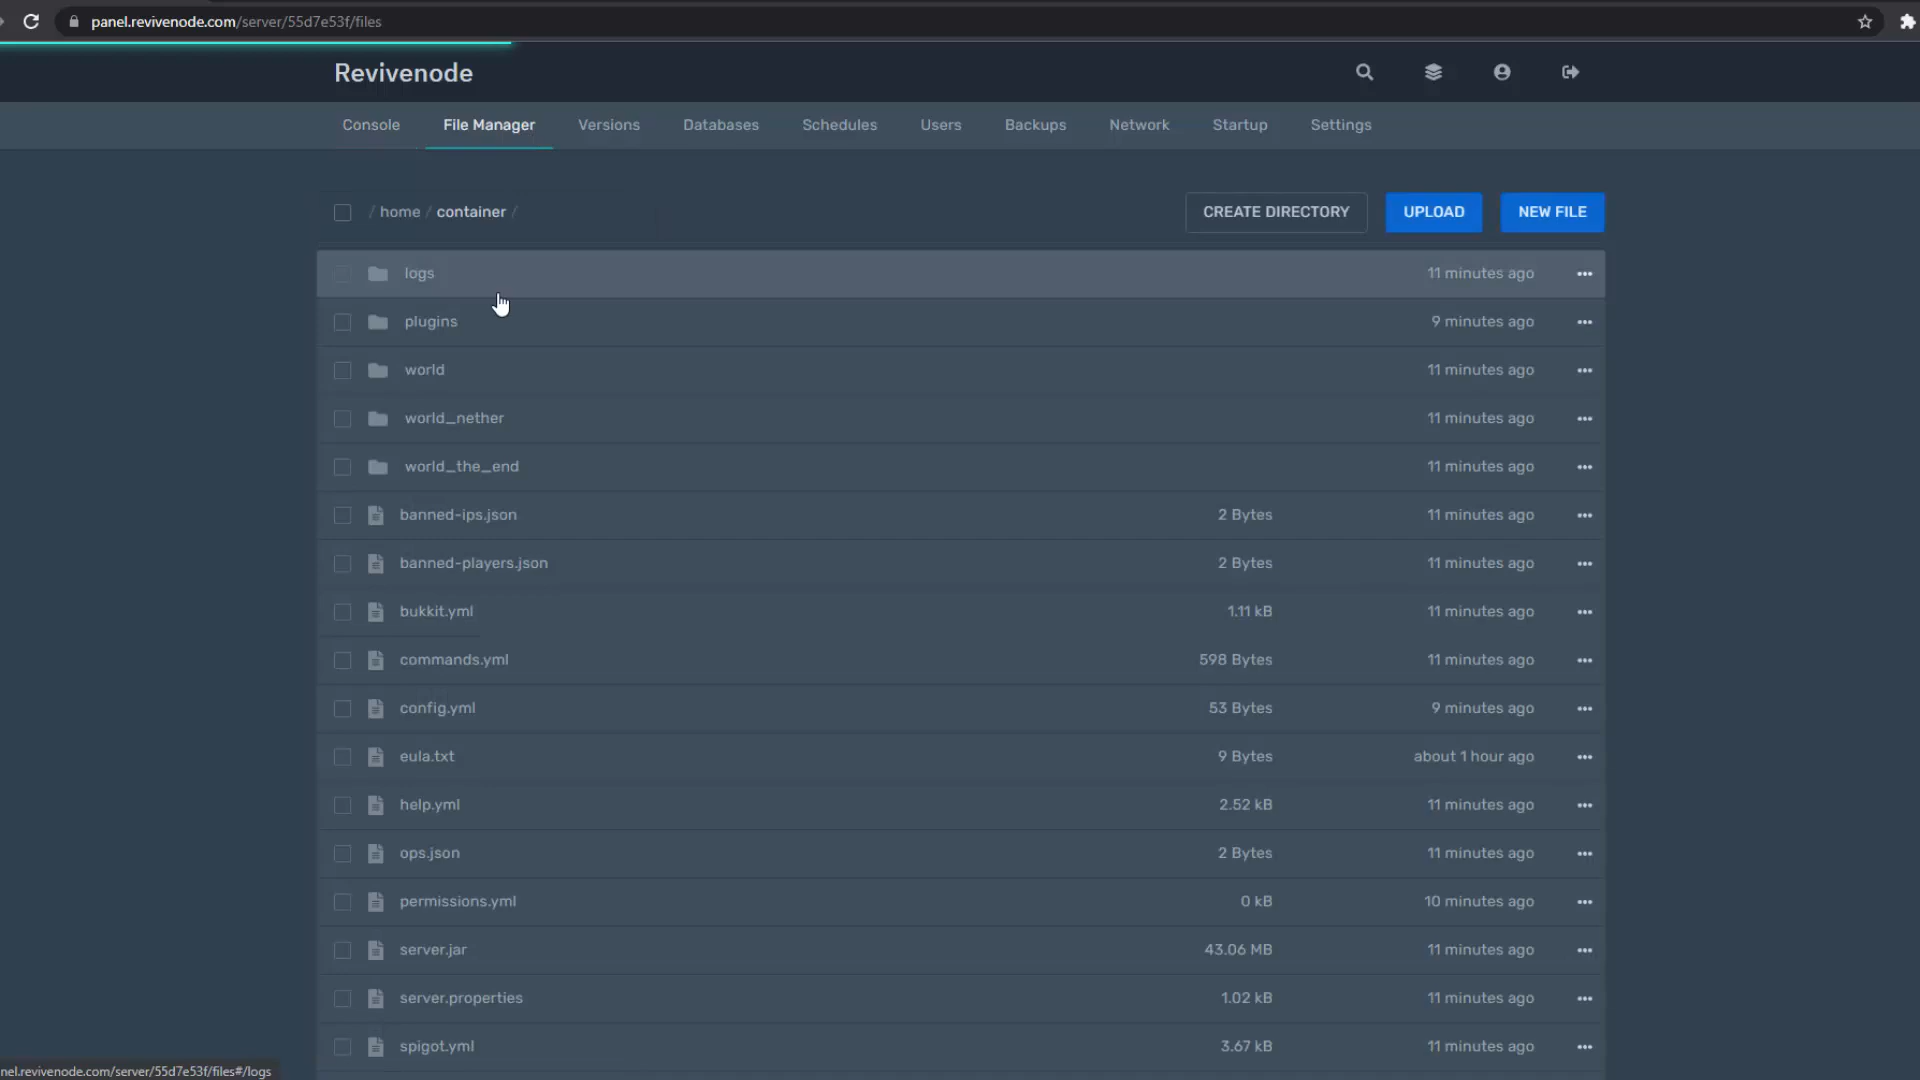 panel.revivenode.com/server/55d7e53f/files
Revivenode
Console File Manager Versions Databases Schedules Users Backups Network Startup Settings
/ home / container / CREATE DIRECTORY UPLOAD NEW FILE
logs 11 minutes ago
plugins 9 minutes ago
world 11 minutes ago
world_nether 11 minutes ago
world_the_end 11 minutes ago
banned-ips.json 2 Bytes 11 minutes ago
banned-players.json 2 Bytes 11 minutes ago
bukkit.yml 1.11 kB 11 minutes ago
commands.yml 598 Bytes 11 minutes ago
config.yml 53 Bytes 9 minutes ago
eula.txt 9 Bytes about 1 hour ago
help.yml 2.52 kB 11 minutes ago
ops.json 2 Bytes 11 minutes ago
permissions.yml 0 kB 10 minutes ago
server.jar 43.06 MB 11 minutes ago
server.properties 1.02 kB 11 minutes ago
spigot.yml 3.67 kB 11 minutes ago
nel.revivenode.com/server/55d7e53f/files#/logs